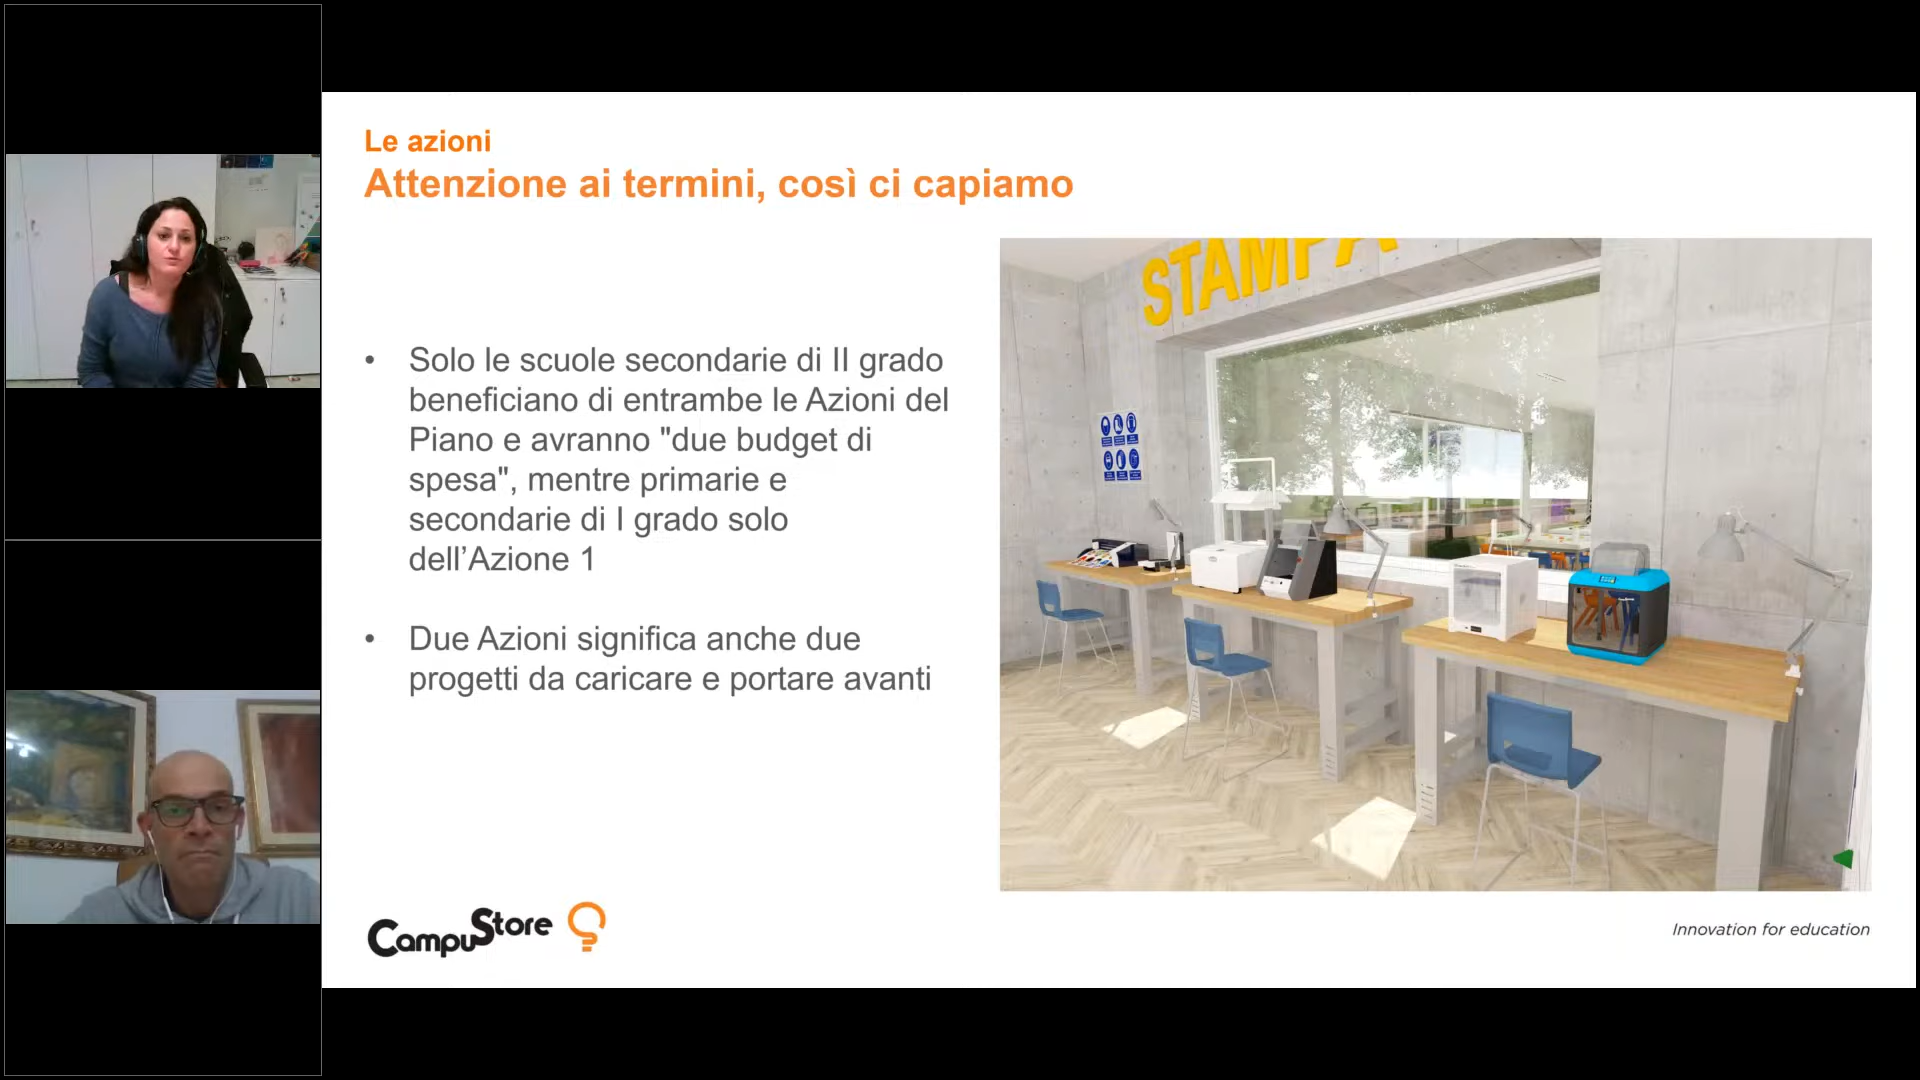 Le azioni
Attenzione ai termini, così ci capiamo
STAMPA
• Solo le scuole secondarie di II grado
beneficiano di entrambe le Azioni del
Piano e avranno "due budget di
spesa", mentre primarie e
secondarie di I grado solo
dell’Azione 1
• Due Azioni significa anche due
progetti da caricare e portare avanti
CampuStore
Innovation for education